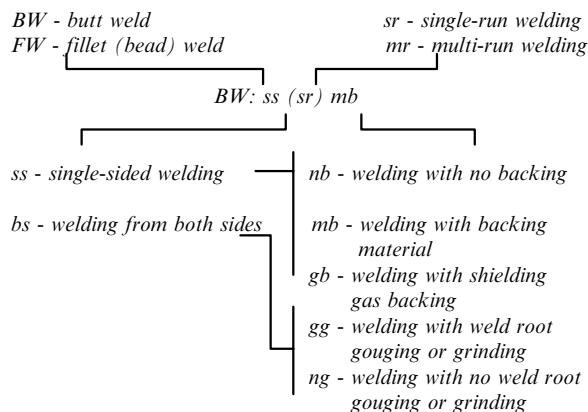 BW - butt weld
FW - fillet (bead) weld
sr - single-run welding
mr - multi-run welding
BW: ss (sr) mb
ss - single-sided welding
bs - welding from both sides
nb - welding with no backing
mb - welding with backing
material
gb - welding with shielding
gas backing
gg - welding with weld root
gouging or grinding
ng - welding with no weld root
gouging or grinding